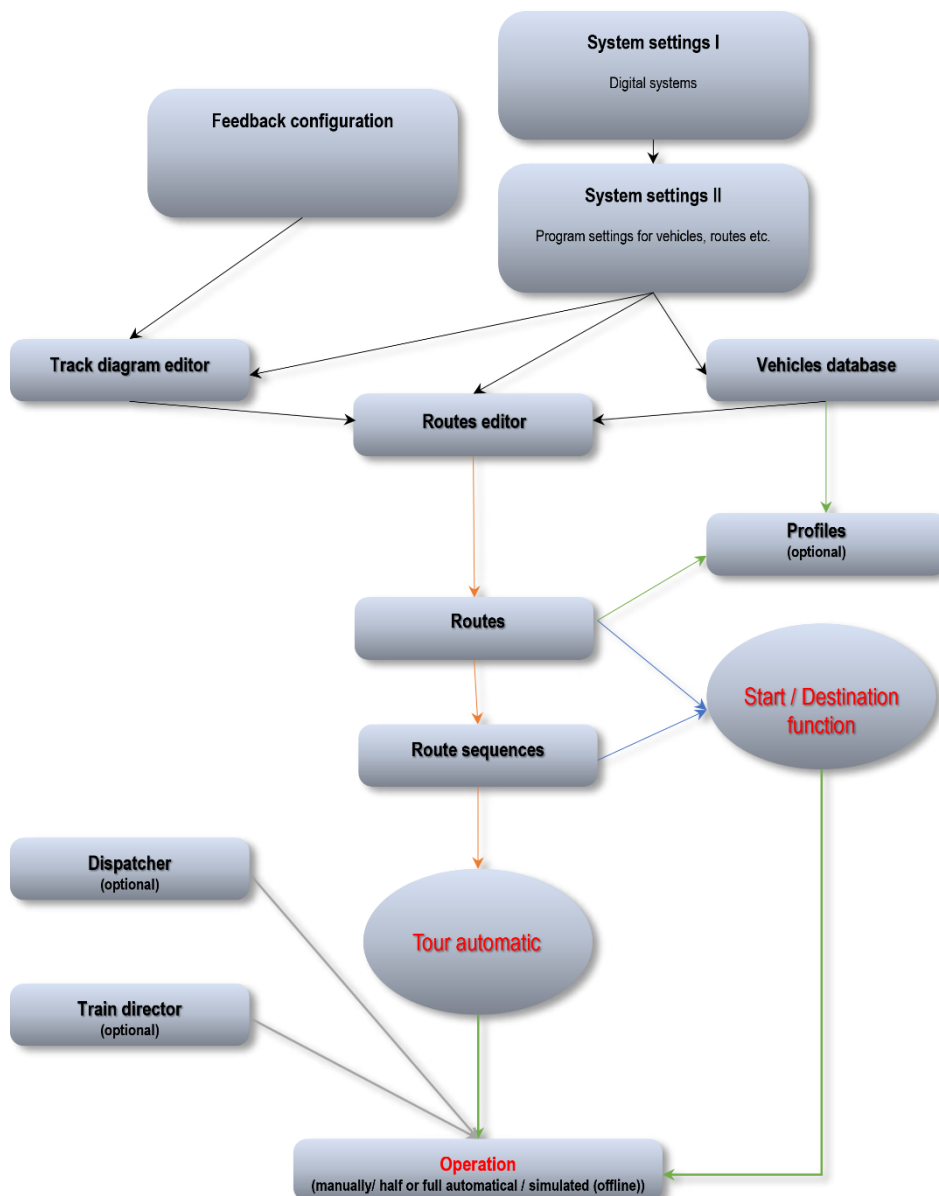 System settings I
Digital systems
Feedback configuration
System settings II
Program settings for vehicles, routes etc.
Track diagram editor
Vehicles database
Routes editor
Profiles
(optional)
Routes
Start / Destination
function
Route sequences
Dispatcher
(optional)
Tour automatic
Train director
(optional)
Operation
(manually/ half or full automatical / simulated (offline))